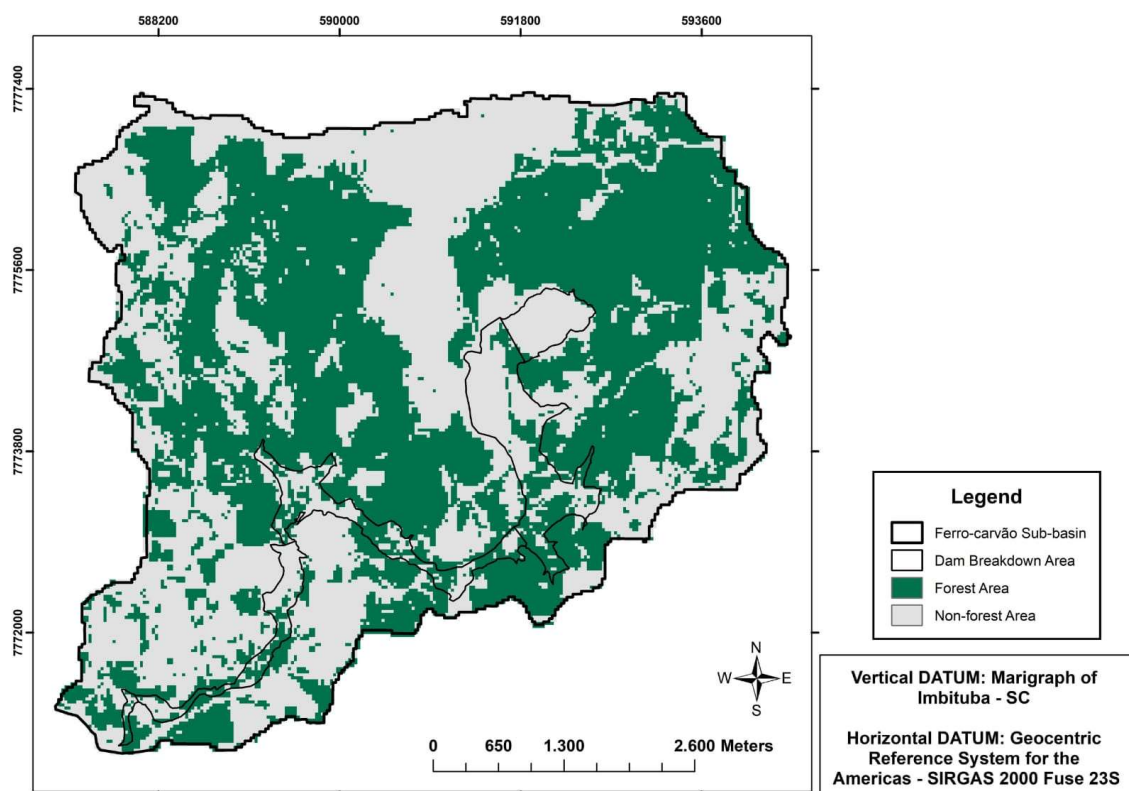 588200 590000 591800 593600
7777400
7775600
7773800
7772000
Legend
Ferro-carvão Sub-basin
Dam Breakdown Area
Forest Area
Non-forest Area
N
W E
S
0 650 1.300 2.600 Meters
Vertical DATUM: Marigraph of
Imbituba - SC
Horizontal DATUM: Geocentric
Reference System for the
Americas - SIRGAS 2000 Fuse 23S